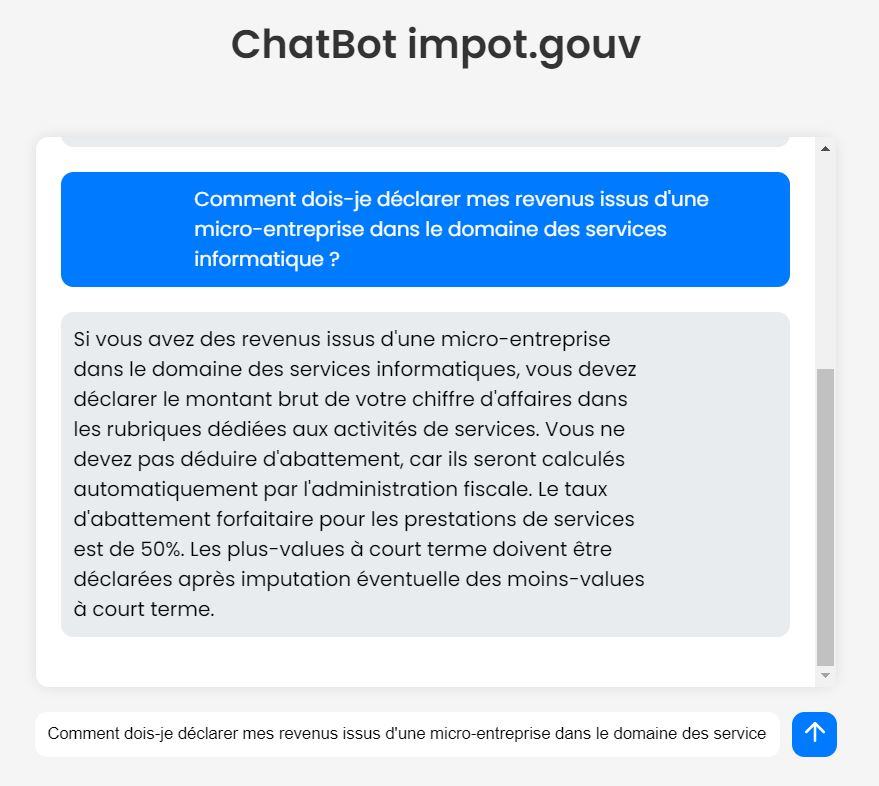 ChatBot impot.gouv
Comment dois-je déclarer mes revenus issus d'une
micro-entreprise dans le domaine des services
informatique ?
Si vous avez des revenus issus d'une micro-entreprise
dans le domaine des services informatiques, vous devez
déclarer le montant brut de votre chiffre d'affaires dans
les rubriques dédiées aux activités de services. Vous ne
devez pas déduire d'abattement, car ils seront calculés
automatiquement par l'administration fiscale. Le taux
d'abattement forfaitaire pour les prestations de services
est de 50%. Les plus-values à court terme doivent être
déclarées après imputation éventuelle des moins-values
à court terme.
Comment dois-je déclarer mes revenus issus d'une micro-entreprise dans le domaine des service